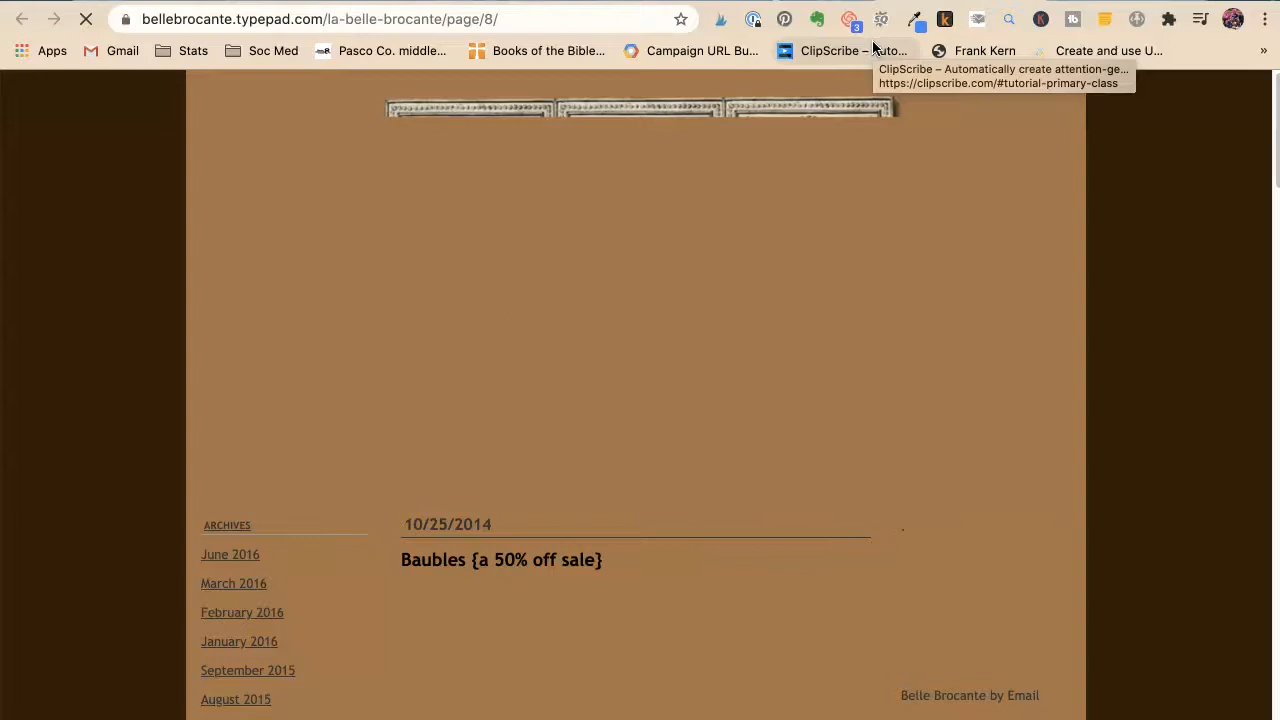 bellebrocante.typepad.com/la-belle-brocante/page/8/
3
Apps Gmail Stats Soc Med Pasco Co. middle... Books of the Bible... Campaign URL Bu... ClipScribe – Auto... Frank Kern Create and use U... »
ClipScribe – Automatically create attention-ge...
https://clipscribe.com/#tutorial-primary-class
ARCHIVES
June 2016
March 2016
February 2016
January 2016
September 2015
August 2015
10/25/2014
Baubles {a 50% off sale}
.
Belle Brocante by Email